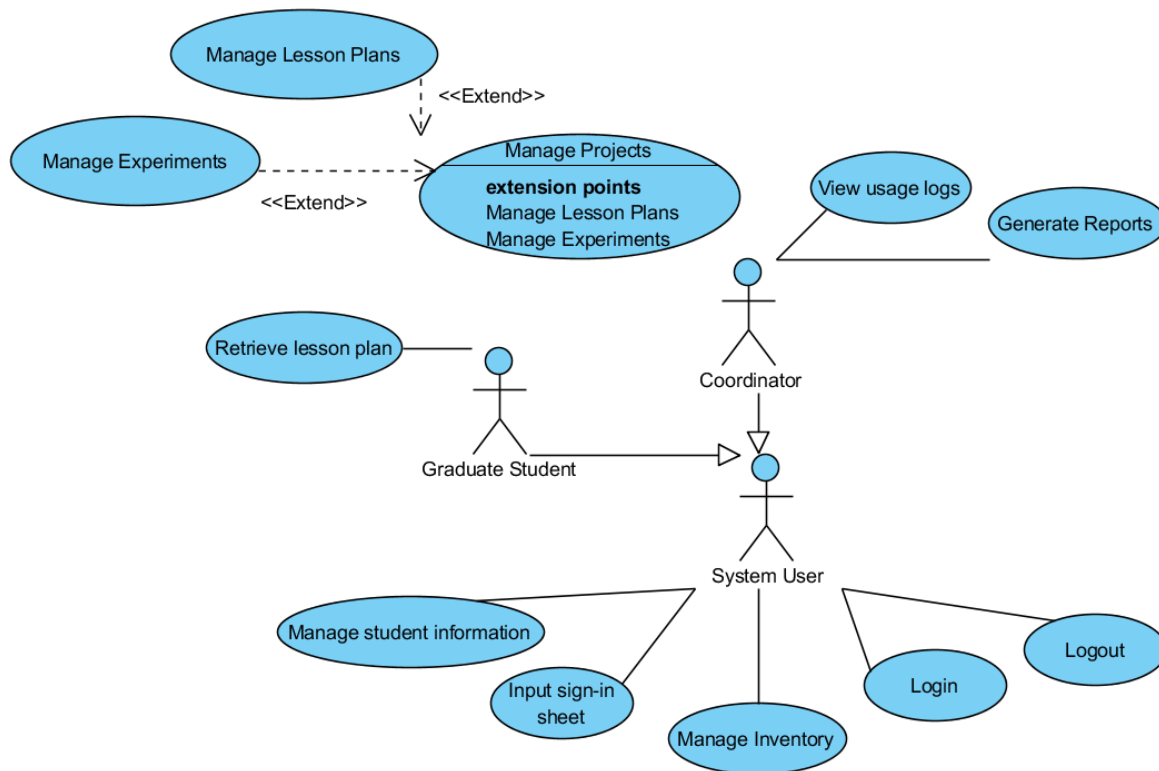 Manage Lesson Plans
<<Extend>>
Manage Experiments
<<Extend>>
Manage Projects
extension points
Manage Lesson Plans
Manage Experiments
View usage logs
Generate Reports
Retrieve lesson plan
Coordinator
Graduate Student
System User
Manage student information
Input sign-in
sheet
Manage Inventory
Login
Logout